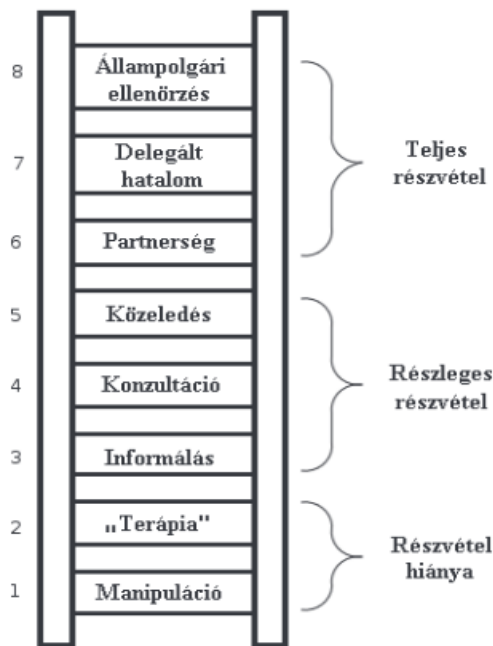 8
Állampolgári
ellenőrzés
7
Delegált
hatalom
Teljes
részvétel
6
Partnerség
5
Közeledés
4
Konzultáció
Részleges
részvétel
3
Informálás
2
„Terápia"
Részvétel
hiánya
1
Manipuláció